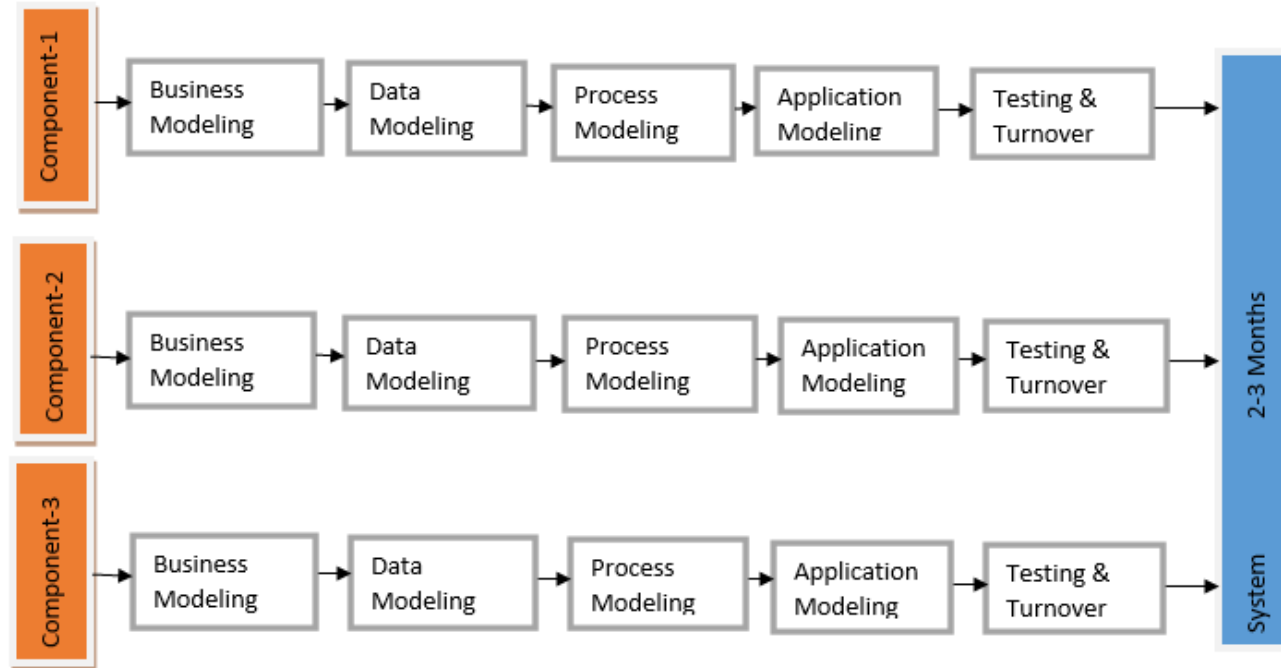 Component-1
Business
Modeling
Data
Modeling
Process
Modeling
Application
Modeling
Testing &
Turnover
Component-2
Business
Modeling
Data
Modeling
Process
Modeling
Application
Modeling
Testing &
Turnover
Component-3
Business
Modeling
Data
Modeling
Process
Modeling
Application
Modeling
Testing &
Turnover
System 2-3 Months